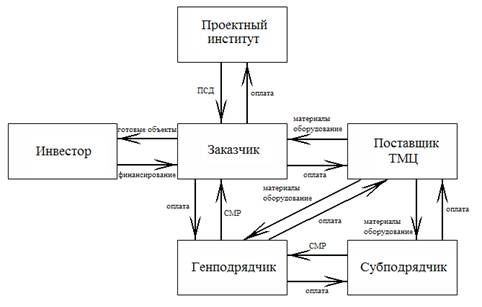 Проектный
институт
ПСД
оплата
готовые объекты
материалы
оборудование
Инвестор
Заказчик
Поставщик
ТМЦ
финансирование
оплата
материалы
оборудование
оплата
СМР
оплата
материалы
оборудование
оплата
Генподрядчик
СМР
Субподрядчик
оплата